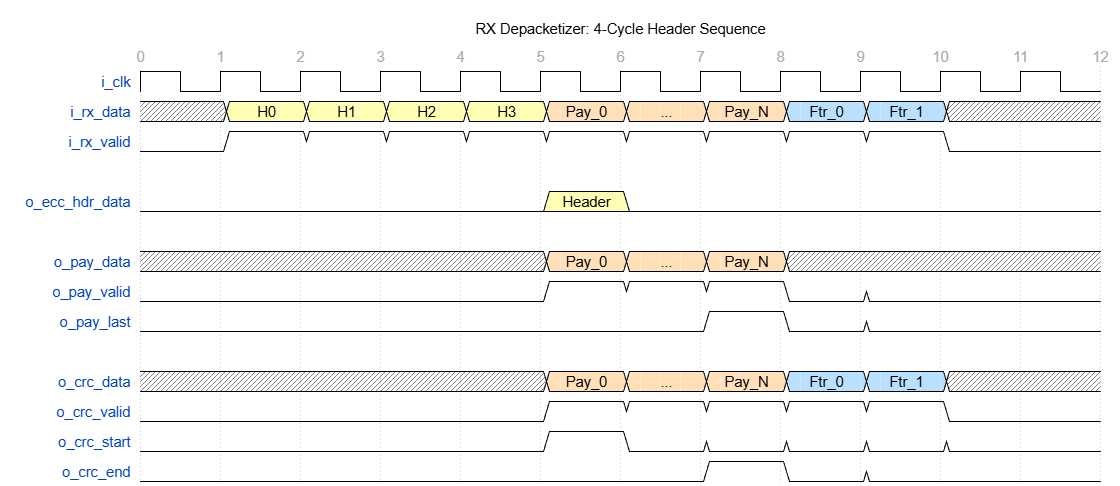 RX Depacketizer: 4-Cycle Header Sequence
0 1 2 3 4 5 6 7 8 9 10 11 12
i_clk
i_rx_data H0 H1 H2 H3 Pay_0 ... Pay_N Ftr_0 Ftr_1
i_rx_valid
o_ecc_hdr_data Header
o_pay_data Pay_0 ... Pay_N
o_pay_valid
o_pay_last
o_crc_data Pay_0 ... Pay_N Ftr_0 Ftr_1
o_crc_valid
o_crc_start
o_crc_end